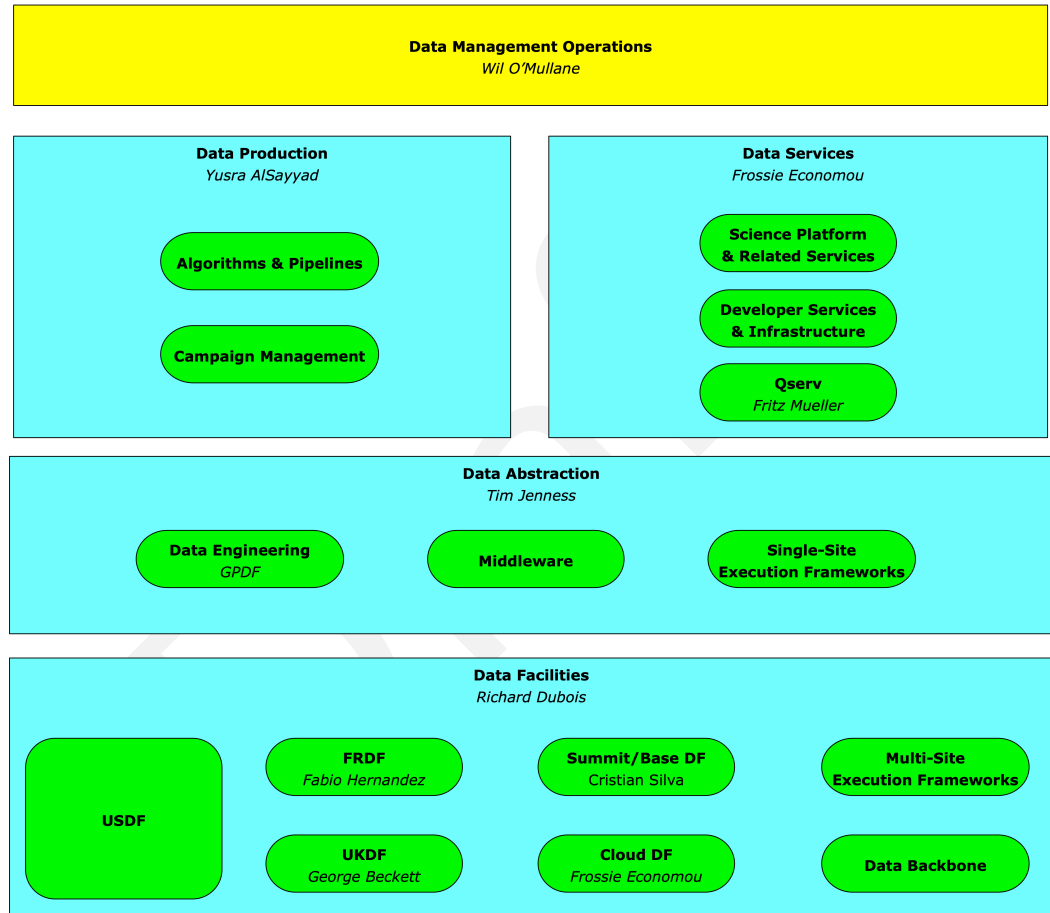 Data Management Operations
Wil O'Mullane
Data Production
Yusra AlSayyad
Algorithms & Pipelines
Campaign Management
Data Services
Frossie Economou
Science Platform
& Related Services
Developer Services
& Infrastructure
Qserv
Fritz Mueller
Data Abstraction
Tim Jenness
Data Engineering
GPDF
Middleware
Single-Site
Execution Frameworks
Data Facilities
Richard Dubois
USDF
FRDF
Fabio Hernandez
Summit/Base DF
Cristian Silva
Multi-Site
Execution Frameworks
UKDF
George Beckett
Cloud DF
Frossie Economou
Data Backbone